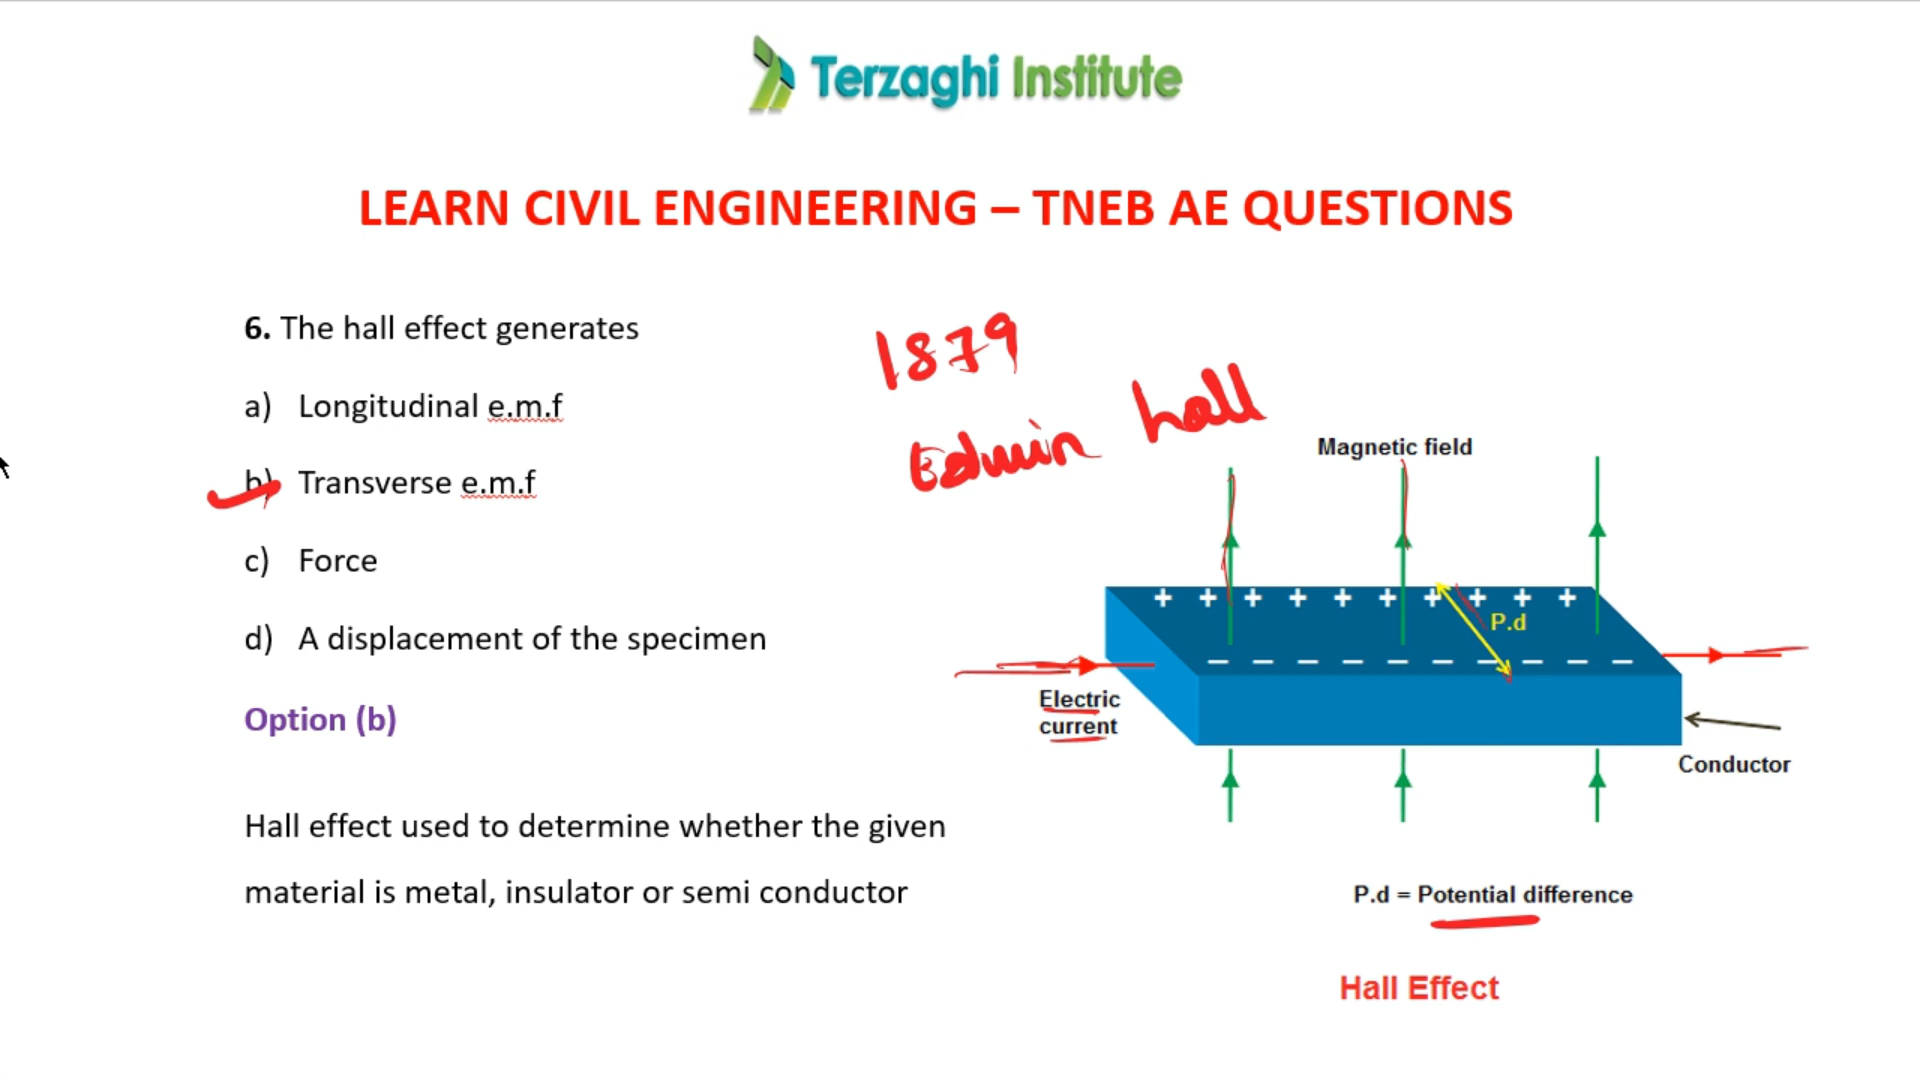 Terzaghi Institute
LEARN CIVIL ENGINEERING – TNEB AE QUESTIONS
6. The hall effect generates
a) Longitudinal e.m.f
b) Transverse e.m.f
c) Force
d) A displacement of the specimen
Option (b)
Hall effect used to determine whether the given
material is metal, insulator or semi conductor
1879
Edwin hall
Magnetic field
+ + + + + + + + + +
P.d
− − − − − − − − − −
Electric
current
Conductor
P.d = Potential difference
Hall Effect